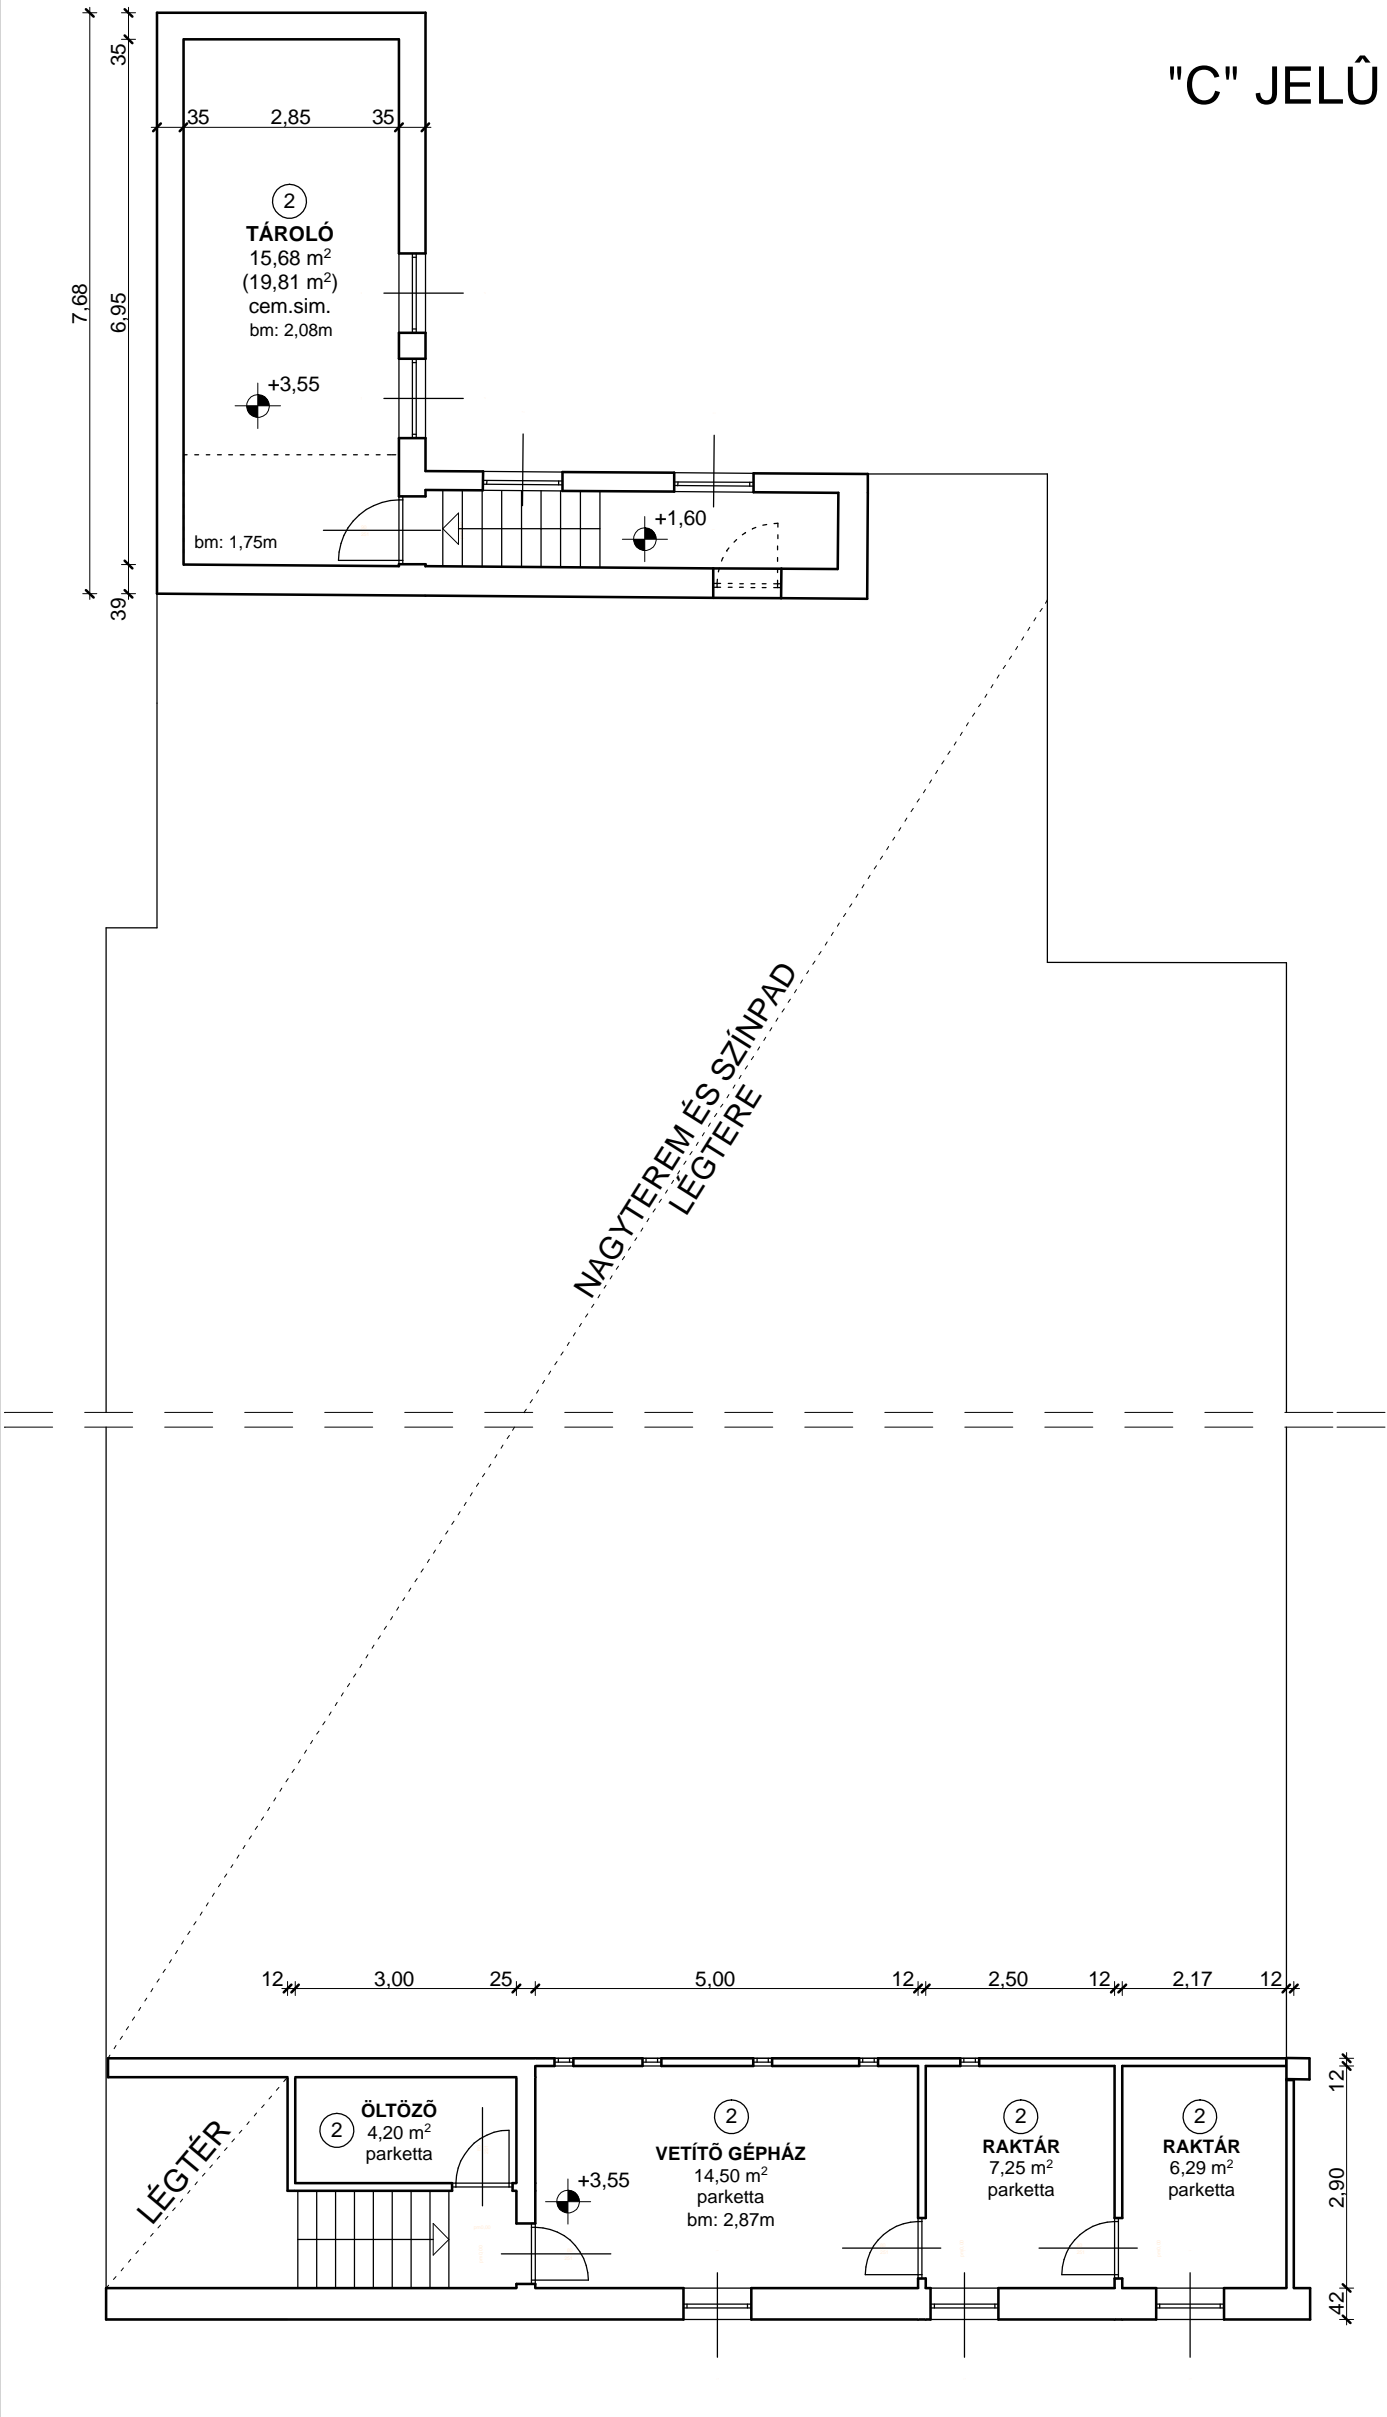 "C" JELÛ
35
7,68
6,95
39
35 2,85 35
2
TÁROLÓ
15,68 m²
(19,81 m²)
cem.sim.
bm: 2,08m
+3,55
bm: 1,75m
+1,60
NAGYTEREM ÉS SZÍNPAD
LÉGTERE
12 3,00 25 5,00 12 2,50 12 2,17 12
LÉGTÉR
2
ÖLTÖZÕ
4,20 m²
parketta
2
VETÍTÕ GÉPHÁZ
14,50 m²
parketta
bm: 2,87m
+3,55
2
RAKTÁR
7,25 m²
parketta
2
RAKTÁR
6,29 m²
parketta
12
2,90
42